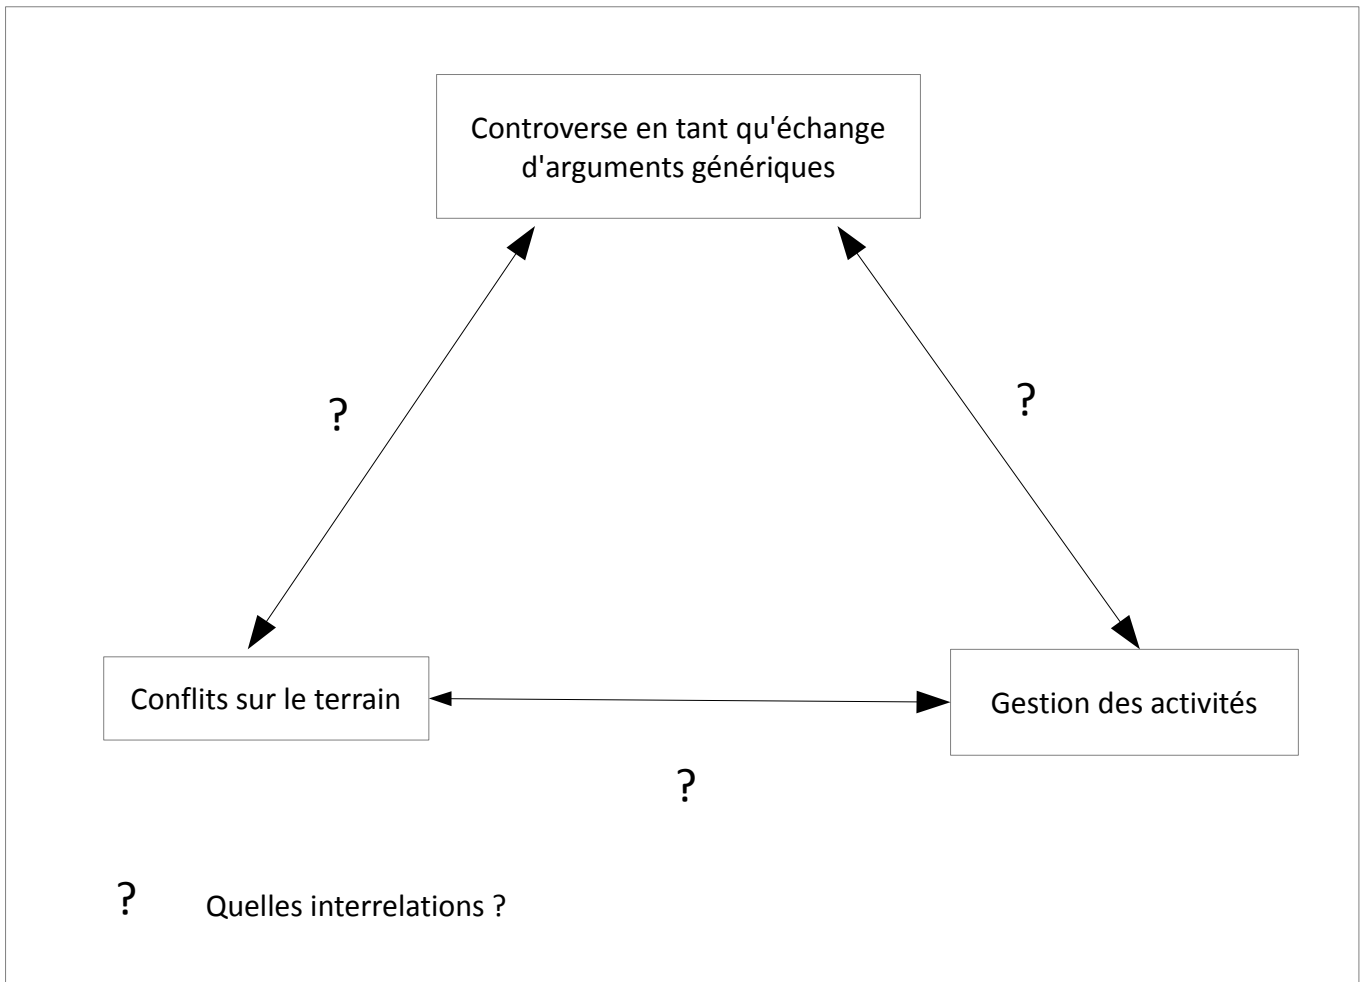 Controverse en tant qu'échange
d'arguments génériques
?
?
Conflits sur le terrain
Gestion des activités
?
? Quelles interrelations ?